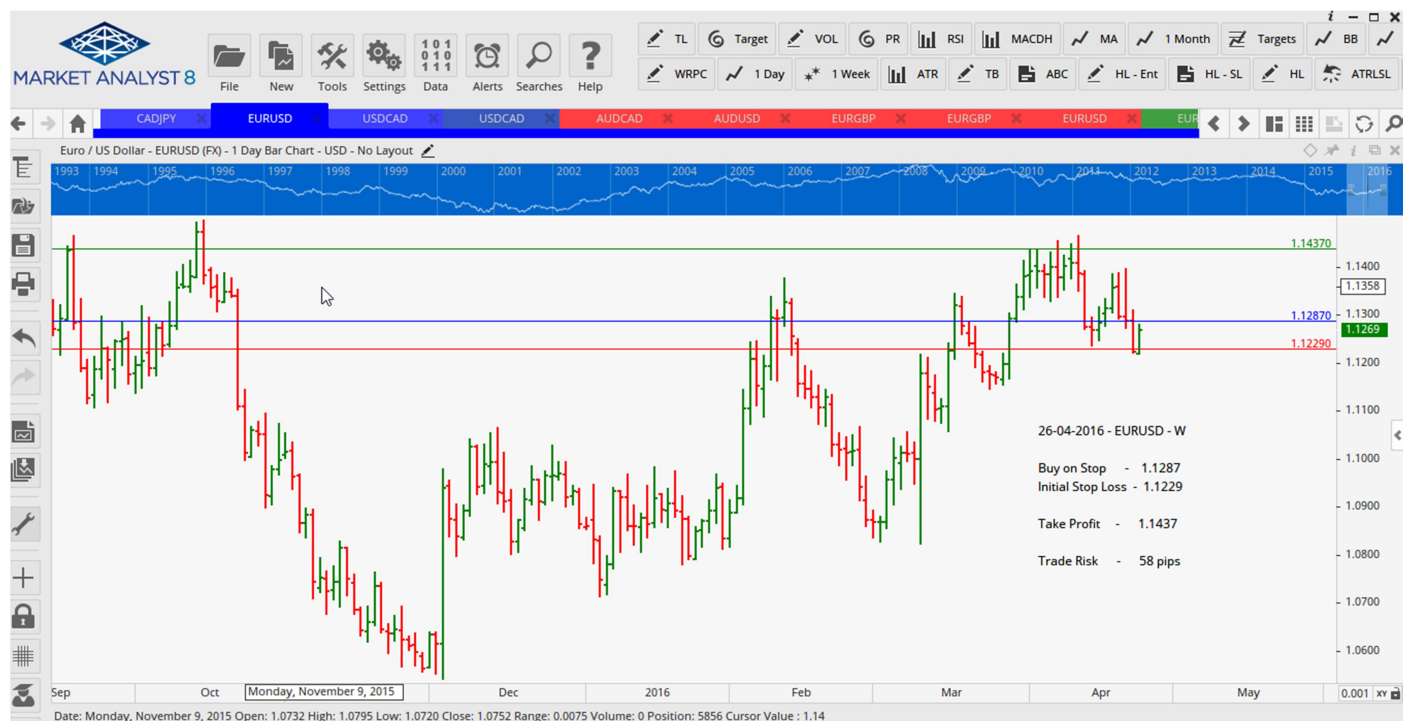 i
MARKET ANALYST 8
File
New
Tools
Settings
101
010
111
Data
Alerts
Searches
?
Help
TL
Target
VOL
PR
RSI
MACDH
MA
1 Month
Targets
BB
WRPC
1 Day
1 Week
ATR
TB
ABC
HL - Ent
HL - SL
HL
ATRLSL
CADJPY
EURUSD
USDCAD
USDCAD
AUDCAD
AUDUSD
EURGBP
EURGBP
EURUSD
EUR
Euro / US Dollar - EURUSD (FX) - 1 Day Bar Chart - USD - No Layout
i
1993 1994 1995 1996 1997 1998 1999 2000 2001 2002 2003 2004 2005 2006 2007 2008 2009 2010 2011 2012 2013 2014 2015 2016
1.14370
1.1400
1.1358
1.12870
1.1300
1.1269
1.12290
1.1200
1.1100
1.1000
1.0900
1.0800
1.0700
1.0600
26-04-2016 - EURUSD - W
Buy on Stop - 1.1287
Initial Stop Loss - 1.1229
Take Profit - 1.1437
Trade Risk - 58 pips
Sep Oct Monday, November 9, 2015 Dec 2016 Feb Mar Apr May 0.001 XY
Date: Monday, November 9, 2015 Open: 1.0732 High: 1.0795 Low: 1.0720 Close: 1.0752 Range: 0.0075 Volume: 0 Position: 5856 Cursor Value : 1.14